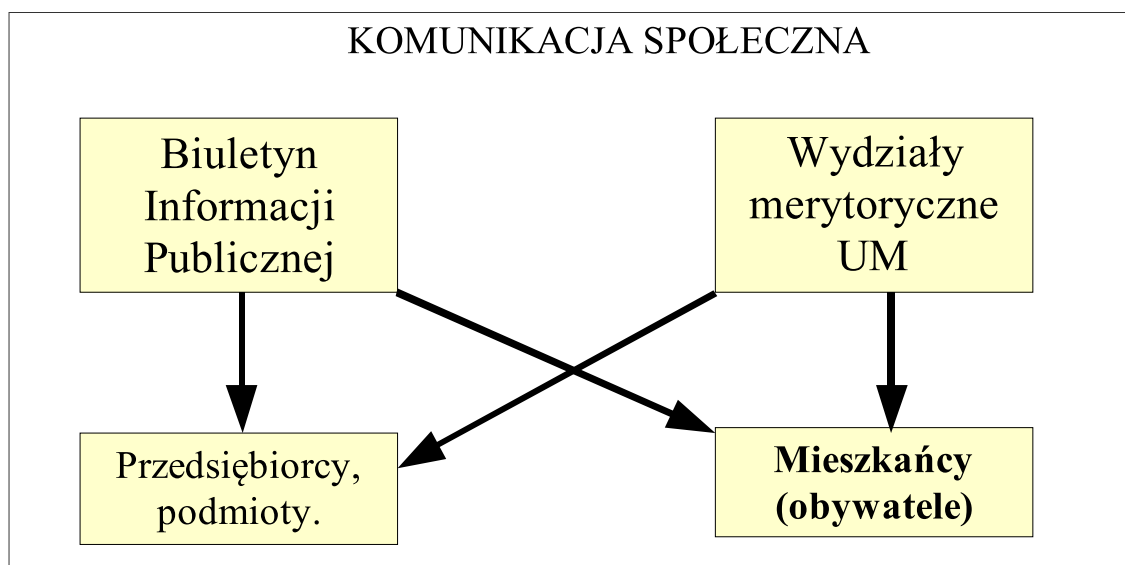 KOMUNIKACJA SPOŁECZNA
Biuletyn
Informacji
Publicznej
Wydziały
merytoryczne
UM
Przedsiębiorcy,
podmioty.
Mieszkańcy
(obywatele)